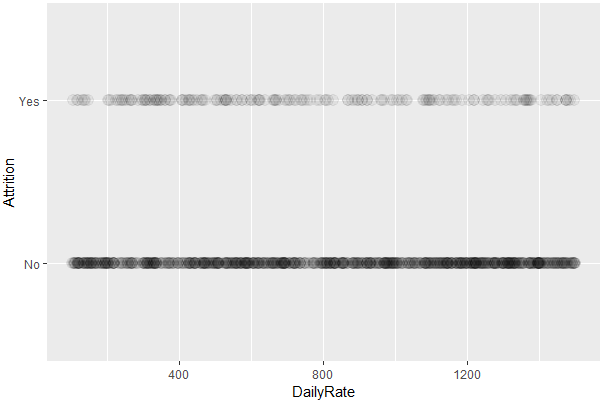 Attrition
Yes
No
400
800
1200
DailyRate